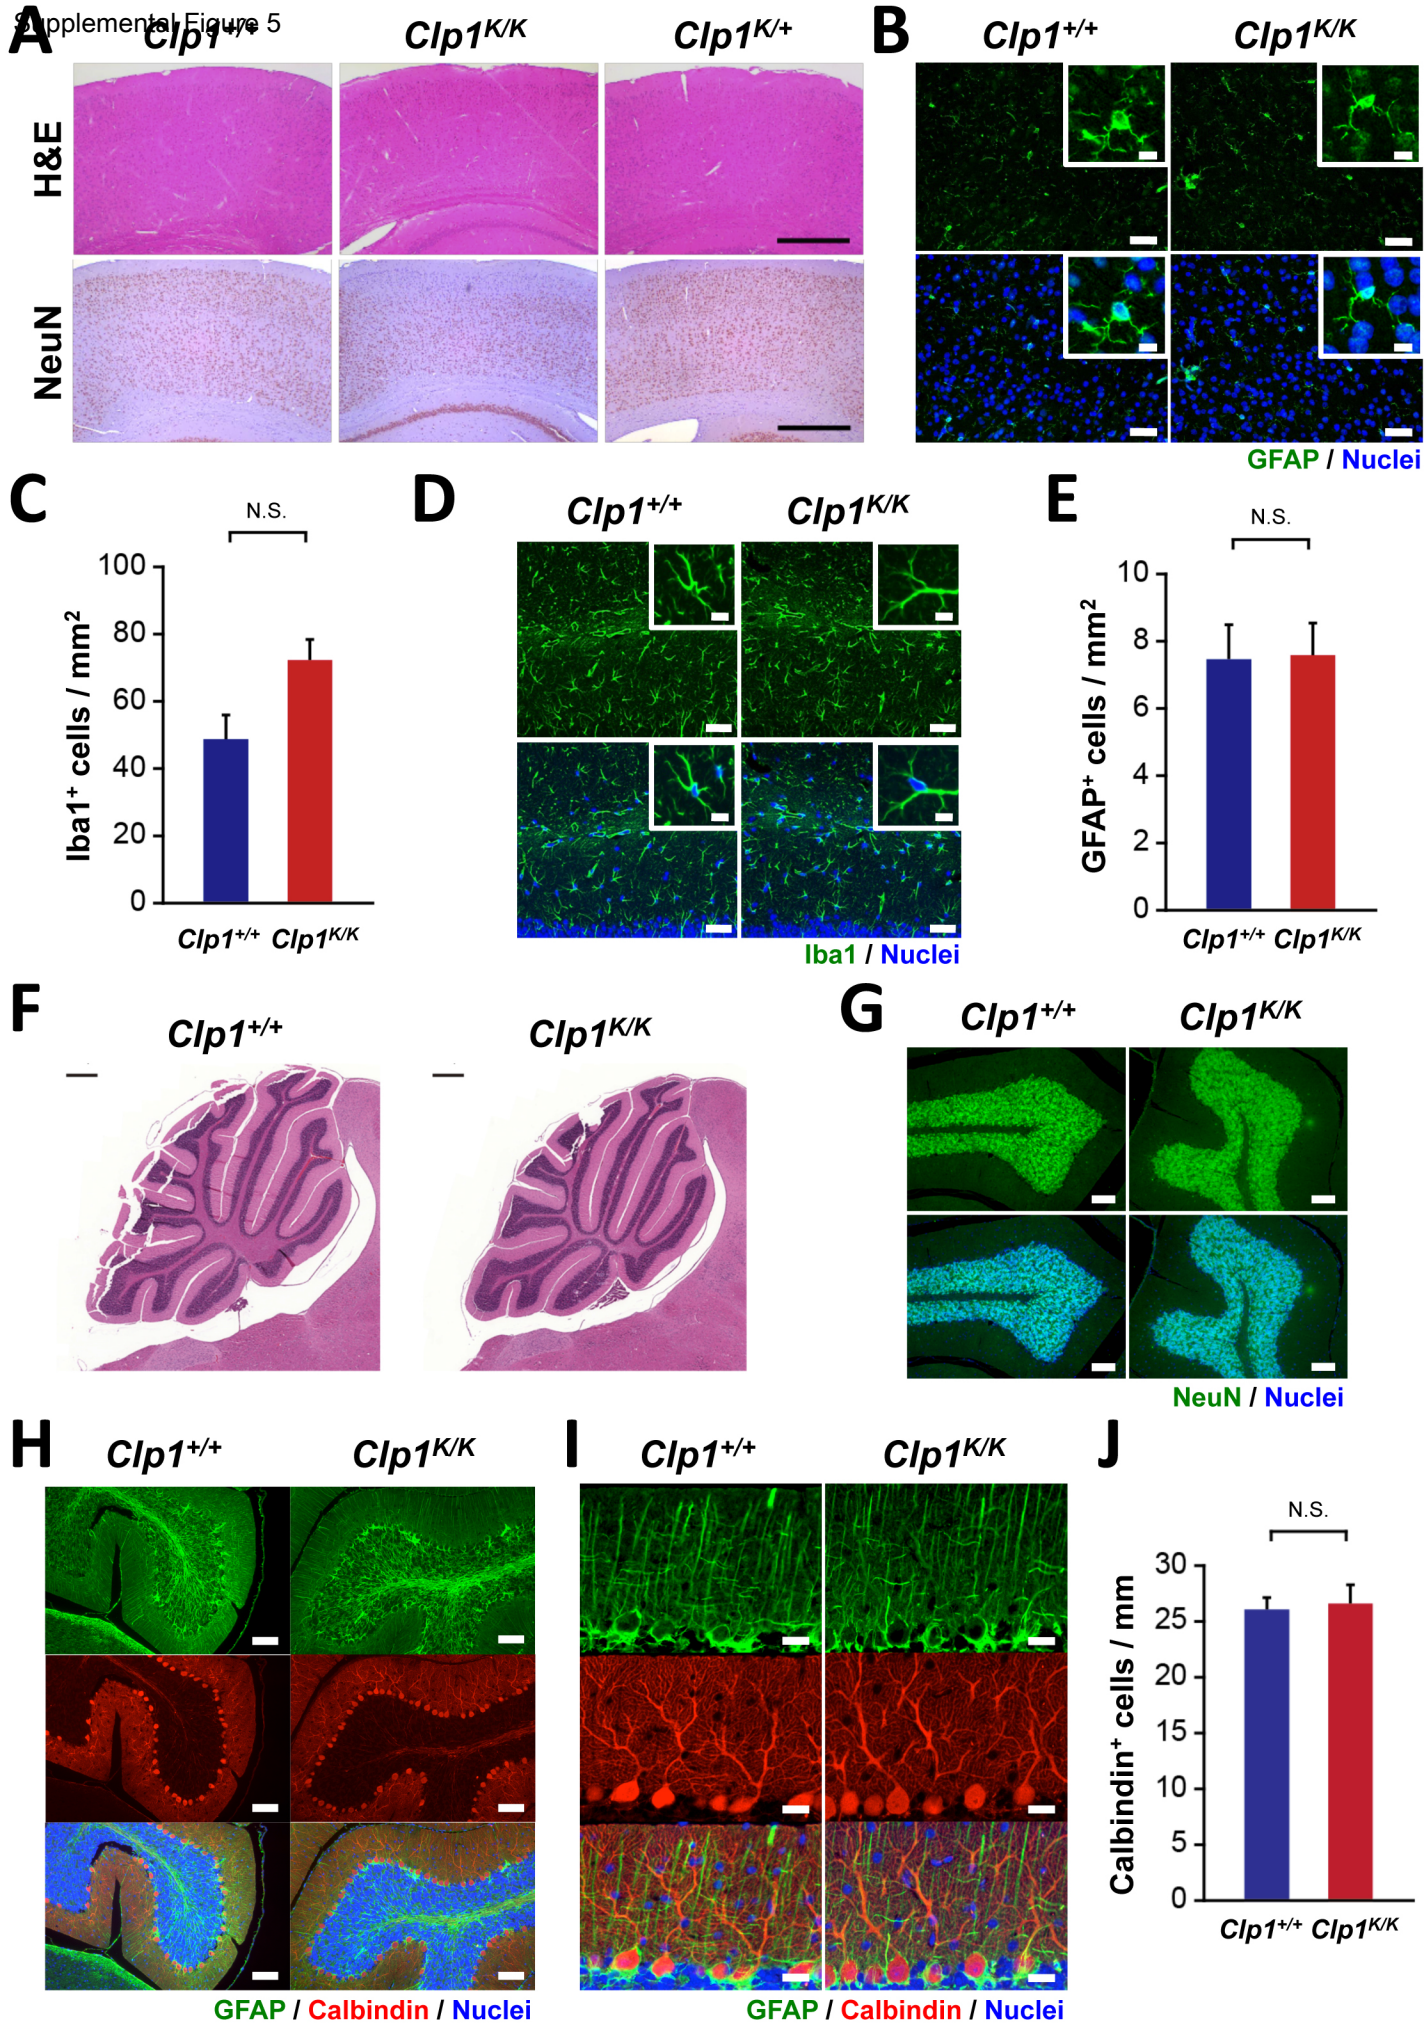 Supplemental Figure 5
A
Clp1+/+
Clp1K/K
Clp1K/+
H&E
NeuN
B
Clp1+/+
Clp1K/K
GFAP / Nuclei
C
N.S.
Iba1+ cells / mm2
100
80
60
40
20
0
Clp1+/+ Clp1K/K
D
Clp1+/+
Clp1K/K
Iba1 / Nuclei
E
N.S.
GFAP+ cells / mm2
10
8
6
4
2
0
Clp1+/+ Clp1K/K
F
Clp1+/+
Clp1K/K
G
Clp1+/+
Clp1K/K
NeuN / Nuclei
H
Clp1+/+
Clp1K/K
GFAP / Calbindin / Nuclei
I
Clp1+/+
Clp1K/K
GFAP / Calbindin / Nuclei
J
N.S.
Calbindin+ cells / mm
30
25
20
15
10
5
0
Clp1+/+ Clp1K/K